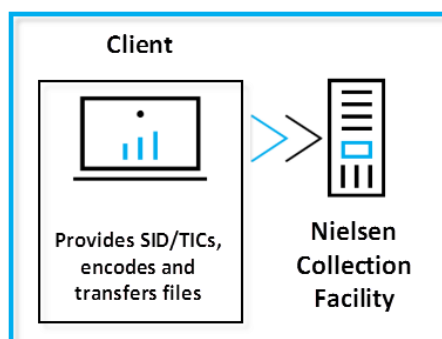 Client
Provides SID/TICs,
encodes and
transfers files
Nielsen
Collection
Facility